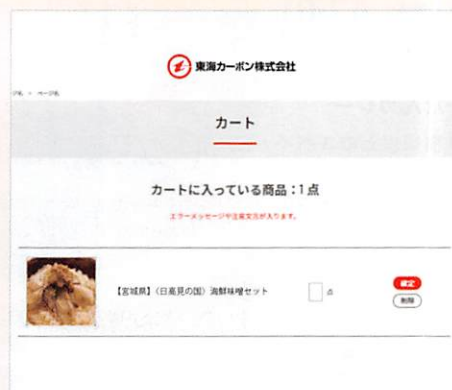 東海カーボン株式会社
カート
カートに入っている商品：1点
エラーメッセージや注意文言が入ります。
【宮城県】〈日高見の国〉海鮮味噌セット
点
確定
削除